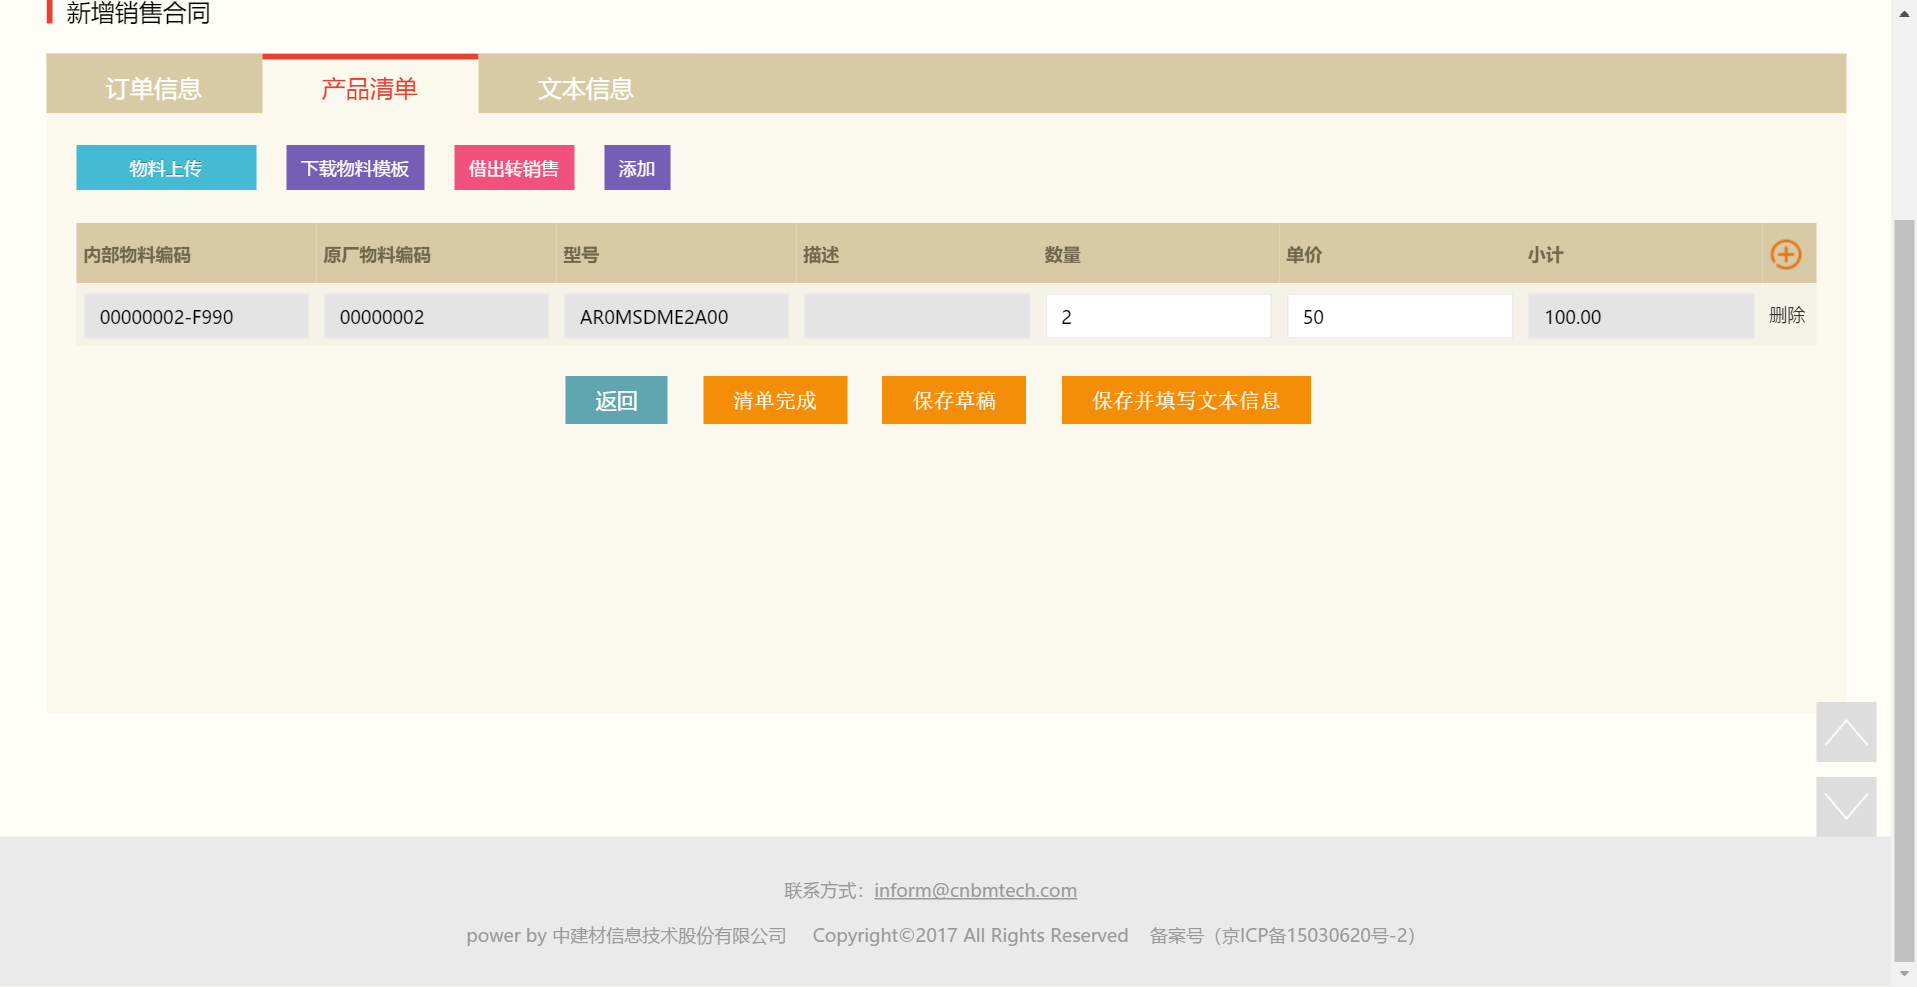 新增销售合同
订单信息 产品清单 文本信息
物料上传 下载物料模板 借出转销售 添加
内部物料编码 原厂物料编码 型号 描述 数量 单价 小计
00000002-F990 00000002 AR0MSDME2A00 2 50 100.00 删除
返回 清单完成 保存草稿 保存并填写文本信息
联系方式：inform@cnbmtech.com
power by 中建材信息技术股份有限公司 Copyright©2017 All Rights Reserved 备案号（京ICP备15030620号-2）